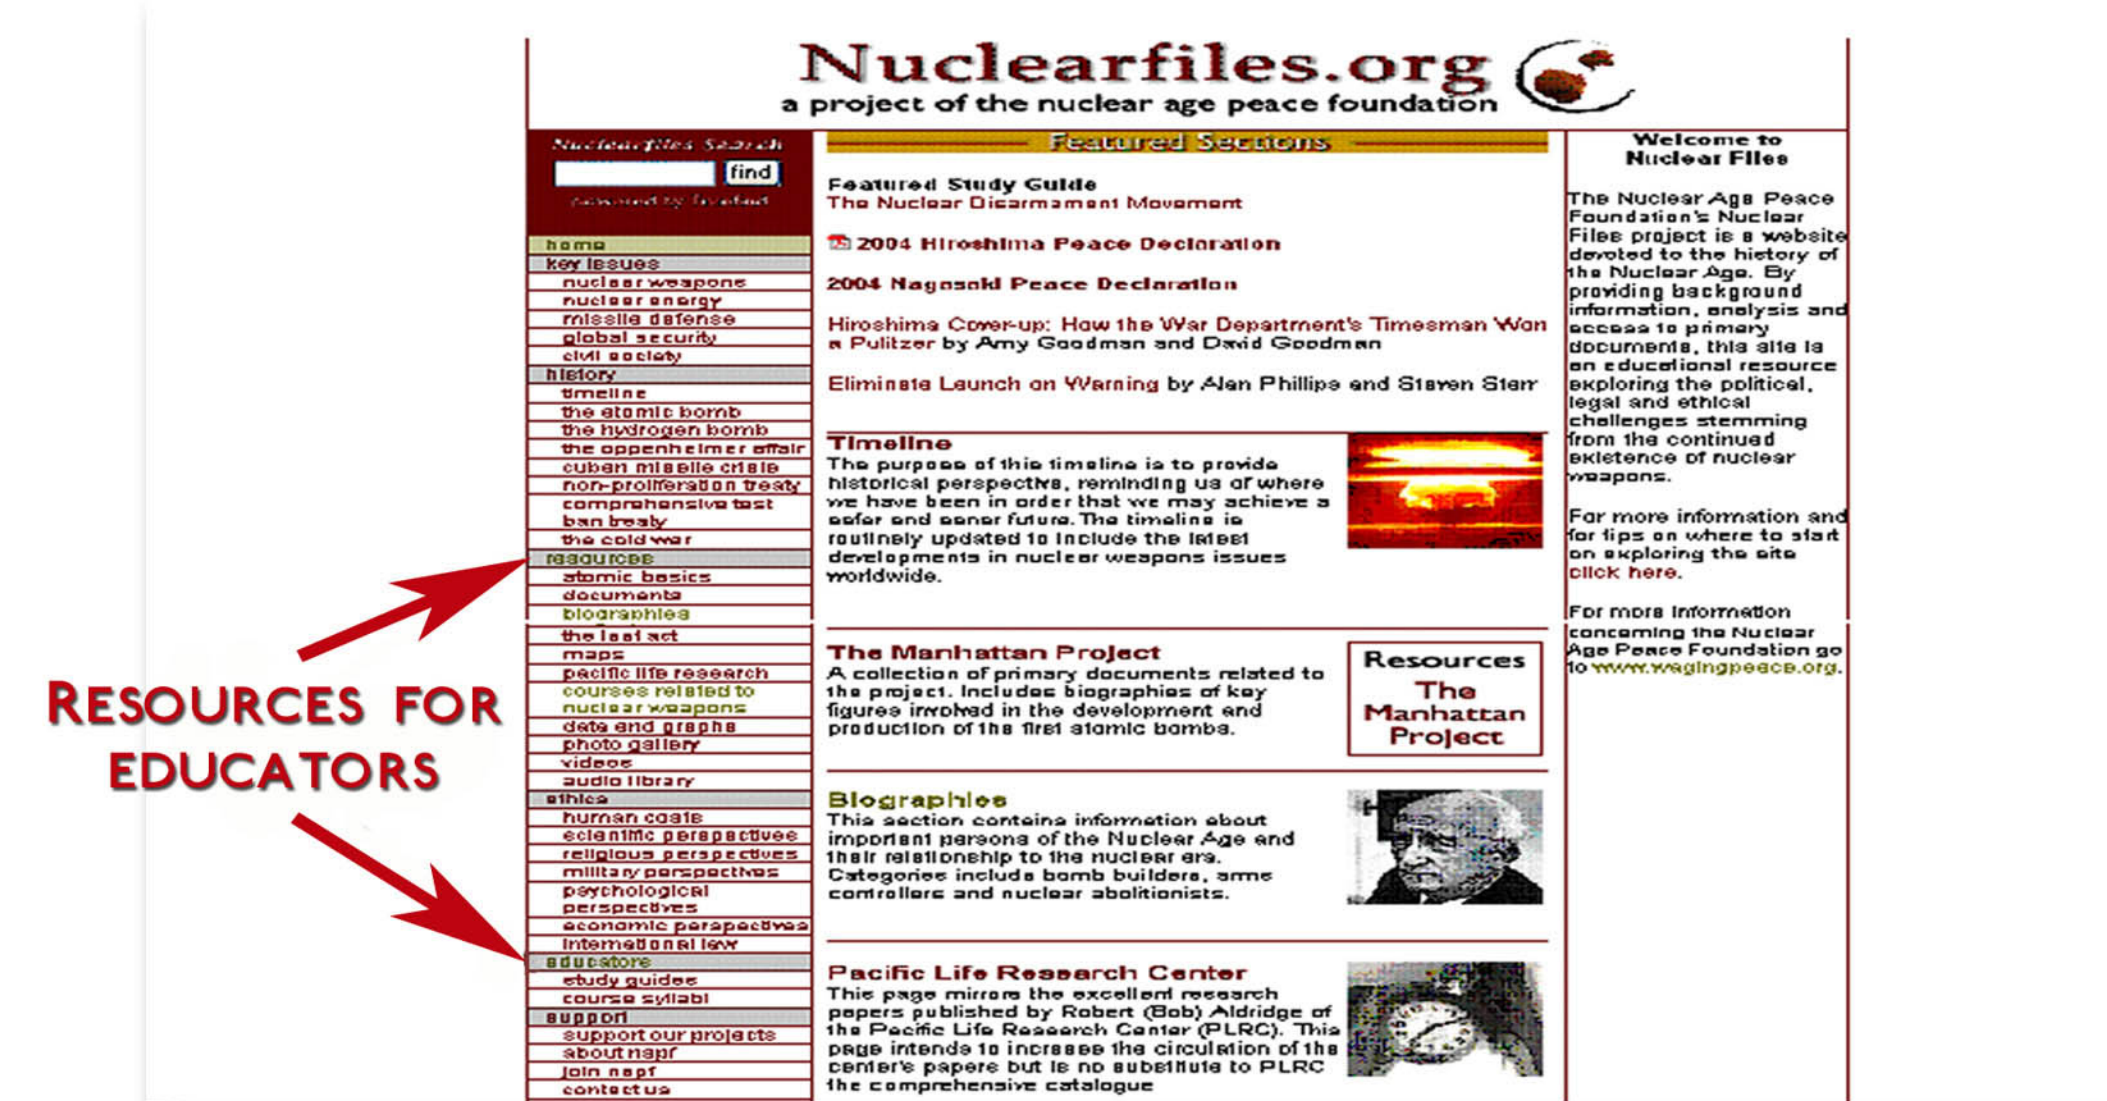 Nuclearfiles.org
a project of the nuclear age peace foundation
Nuclearfiles Search
find
powered by freefind
home
key issues
nuclear weapons
nuclear energy
missile defense
global security
civil society
history
timeline
the atomic bomb
the hydrogen bomb
the oppenheimer affair
cuban missile crisis
non-proliferation treaty
comprehensive test
ban treaty
the cold war
resources
atomic basics
documents
biographies
the last act
maps
pacific life research
courses related to
nuclear weapons
data and graphs
photo gallery
videos
audio library
ethics
human costs
scientific perspectives
religious perspectives
military perspectives
psychological
perspectives
economic perspectives
international law
educators
study guides
course syllabi
support
support our projects
about napf
join napf
contact us
RESOURCES FOR
EDUCATORS
Featured Sections
Featured Study Guide
The Nuclear Disarmament Movement
2004 Hiroshima Peace Declaration
2004 Nagasaki Peace Declaration
Hiroshima Cover-up: How the War Department's Timesman Won
a Pulitzer by Amy Goodman and David Goodman
Eliminate Launch on Warning by Alan Phillips and Steven Starr
Timeline
The purpose of this timeline is to provide
historical perspective, reminding us of where
we have been in order that we may achieve a
safer and saner future. The timeline is
routinely updated to include the latest
developments in nuclear weapons issues
worldwide.
The Manhattan Project
A collection of primary documents related to
the project. Includes biographies of key
figures involved in the development and
production of the first atomic bombs.
Resources
The
Manhattan
Project
Biographies
This section contains information about
important persons of the Nuclear Age and
their relationship to the nuclear era.
Categories include bomb builders, arms
controllers and nuclear abolitionists.
Pacific Life Research Center
This page mirrors the excellent research
papers published by Robert (Bob) Aldridge of
the Pacific Life Research Center (PLRC). This
page intends to increase the circulation of the
center's papers but is no substitute to PLRC
the comprehensive catalogue
Welcome to
Nuclear Files
The Nuclear Age Peace
Foundation's Nuclear
Files project is a website
devoted to the history of
the Nuclear Age. By
providing background
information, analysis and
access to primary
documents, this site is
an educational resource
exploring the political,
legal and ethical
challenges stemming
from the continued
existence of nuclear
weapons.
For more information and
for tips on where to start
on exploring the site
click here.
For more information
concerning the Nuclear
Age Peace Foundation go
to www.wagingpeace.org.